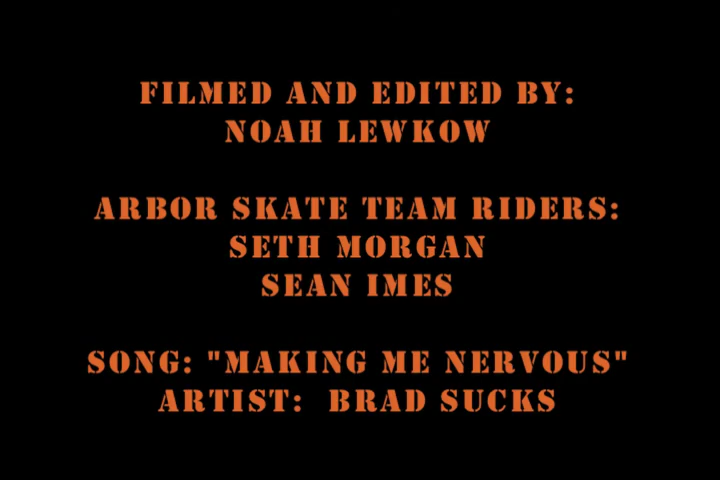 FILMED AND EDITED BY:
NOAH LEWKOW
ARBOR SKATE TEAM RIDERS:
SETH MORGAN
SEAN IMES
SONG: "MAKING ME NERVOUS"
ARTIST:  BRAD SUCKS